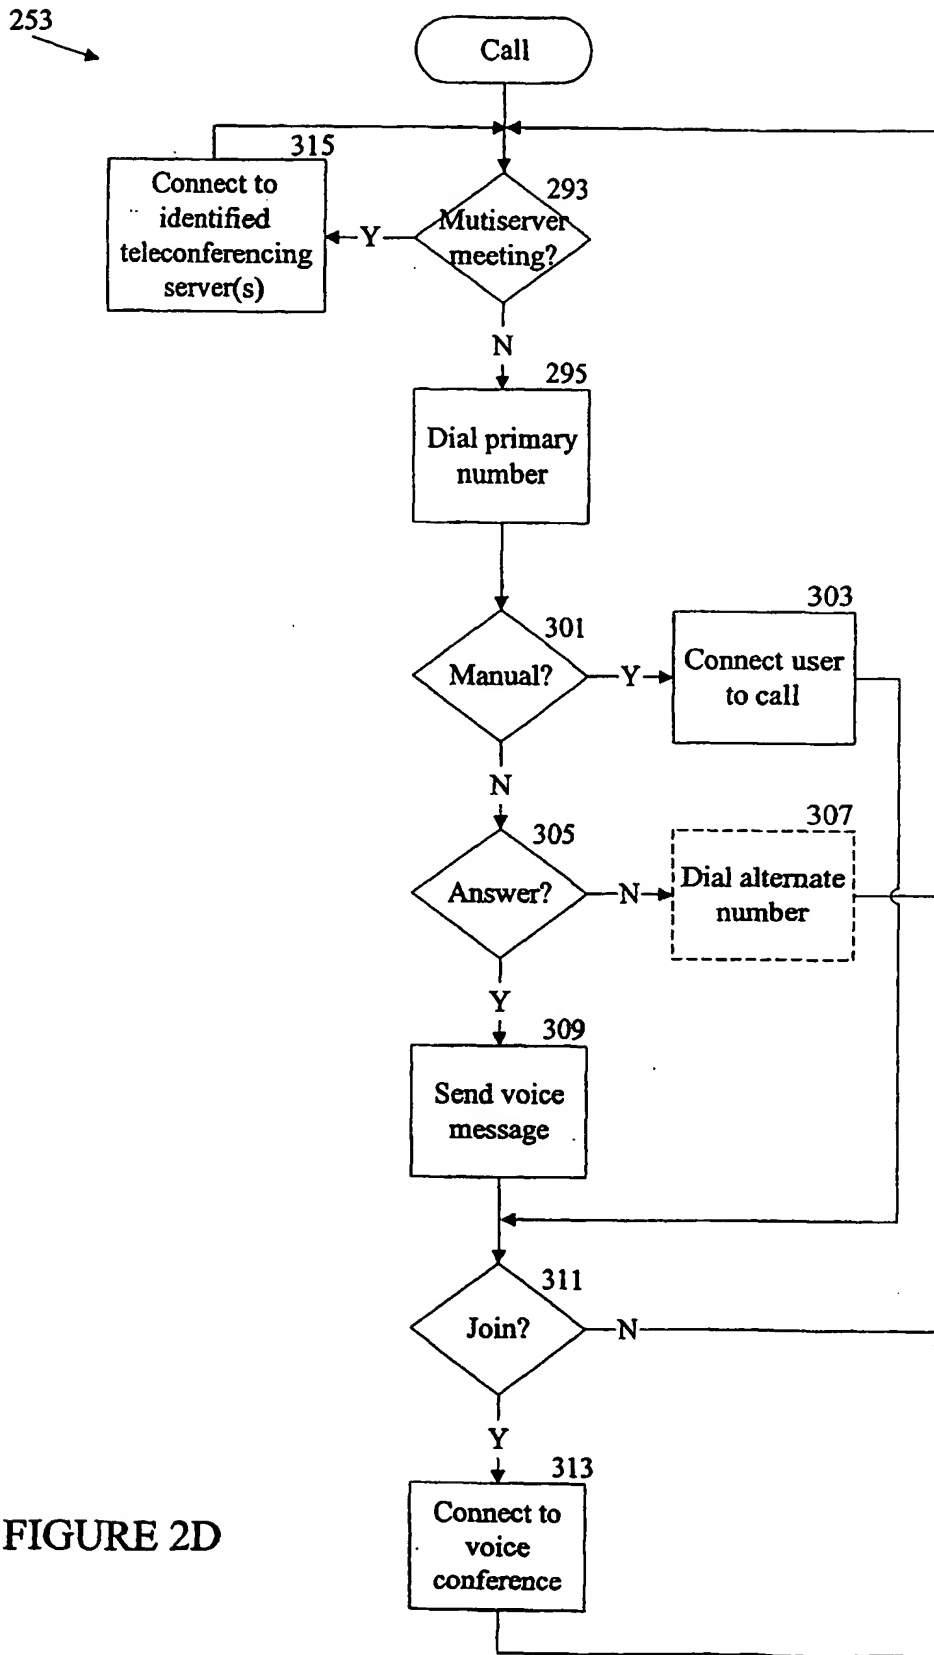 253
Call
315
Connect to
identified
teleconferencing
server(s)
Y
293
Mutiserver
meeting?
N
295
Dial primary
number
301
Manual?
Y
303
Connect user
to call
N
305
Answer?
N
307
Dial alternate
number
Y
309
Send voice
message
311
Join?
N
Y
313
Connect to
voice
conference
FIGURE 2D